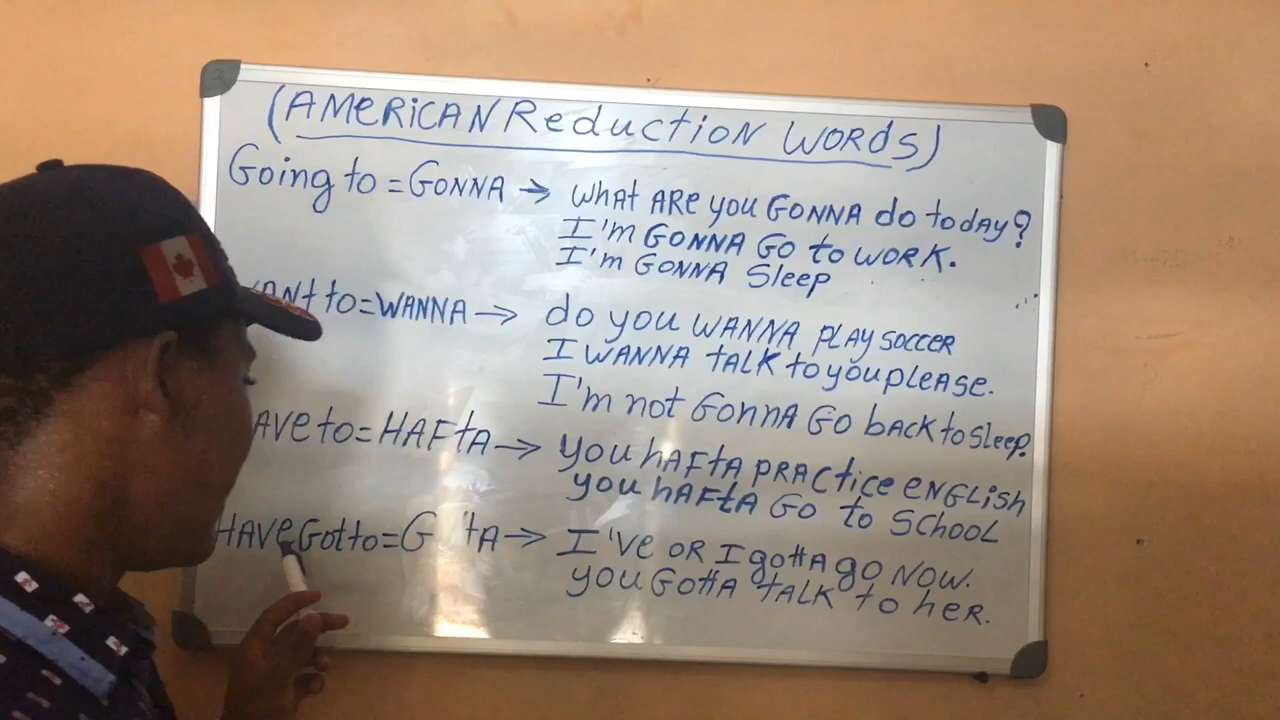 (AMERICAN Reduction WORds)
Going to = GONNA → what ARe you GONNA do today?
I'm GONNA Go to WORK.
I'm GONNA Sleep
WANt to = WANNA → do you WANNA PLAY SOCCER
I WANNA tALK to you pleAse.
I'm not GonnA Go bACK to Sleep.
AVE to = HAFtA → you hAFtA PRACtice ENGLish
you hAFtA GO to SCHOOL
HAVE Got to = G tA → I 've OR I gottA go NOW.
you GottA tALK to her.